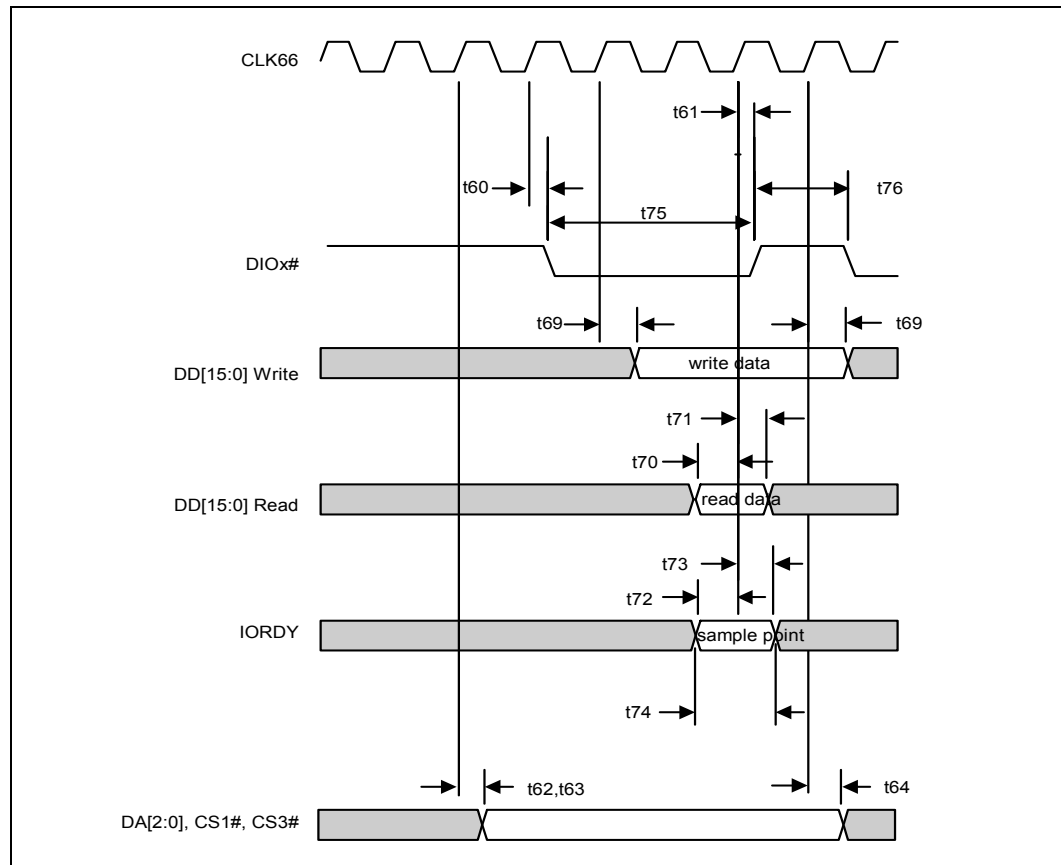 CLK66
t61
t60
t76
t75
DIOx#
t69
t69
DD[15:0] Write
write data
t71
t70
DD[15:0] Read
read data
t73
t72
IORDY
sample point
t74
t62,t63
t64
DA[2:0], CS1#, CS3#